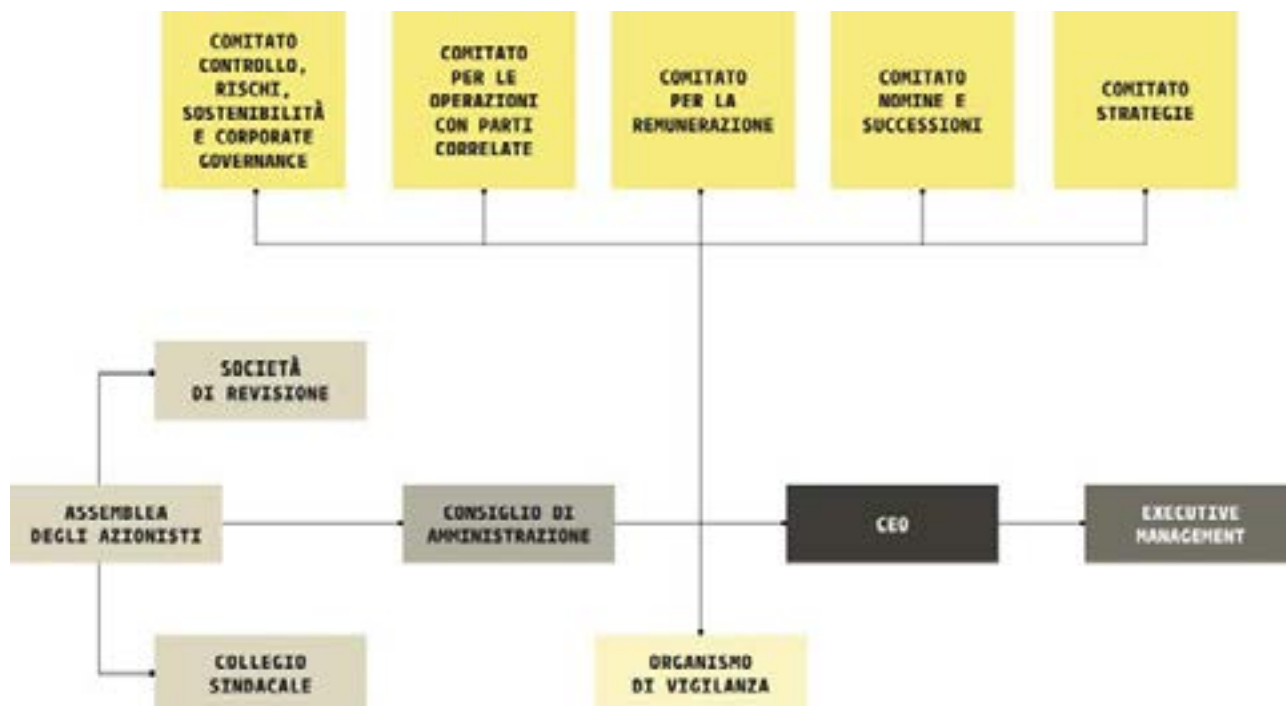 COMITATO
CONTROLLO,
RISCHI,
SOSTENIBILITÀ
E CORPORATE
GOVERNANCE
COMITATO
PER LE
OPERAZIONI
CON PARTI
CORRELATE
COMITATO
PER LA
REMUNERAZIONE
COMITATO
NOMINE E
SUCCESSIONI
COMITATO
STRATEGIE
SOCIETÀ
DI REVISIONE
ASSEMBLEA
DEGLI AZIONISTI
CONSIGLIO DI
AMMINISTRAZIONE
CEO
EXECUTIVE
MANAGEMENT
COLLEGIO
SINDACALE
ORGANISMO
DI VIGILANZA